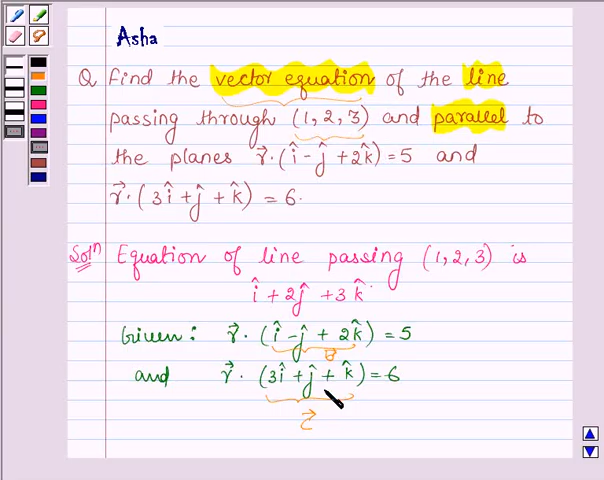 Asha
Q Find the vector equation of the line
passing through (1, 2, 3) and parallel to
the planes r⃗·(î - ĵ + 2k̂) = 5 and
r⃗·(3î + ĵ + k̂) = 6.
Solⁿ Equation of line passing (1, 2, 3) is
î + 2ĵ + 3k̂
Given: r⃗·(î - ĵ + 2k̂) = 5
b⃗
and r⃗·(3î + ĵ + k̂) = 6
c⃗